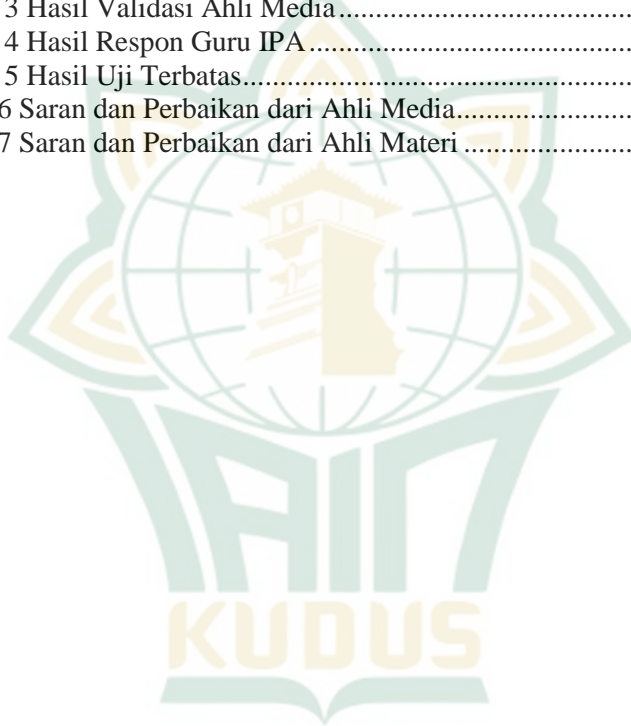 3 Hasil Validasi Ahli Media........................................
4 Hasil Respon Guru IPA.............................................
5 Hasil Uji Terbatas.......................................................
6 Saran dan Perbaikan dari Ahli Media......................
7 Saran dan Perbaikan dari Ahli Materi .....................
IAIN
KUDUS